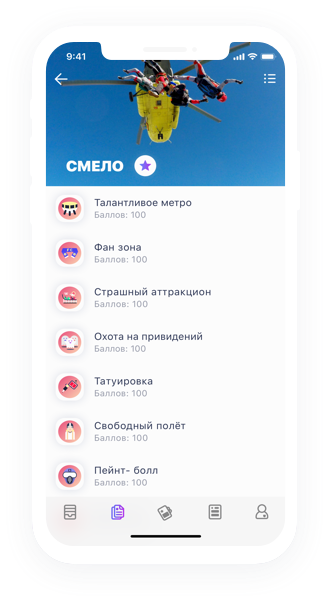 9:41
СМЕЛО
Талантливое метро
Баллов: 100
Фан зона
Баллов: 100
Страшный аттракцион
Баллов: 100
Охота на привидений
Баллов: 100
Татуировка
Баллов: 100
Свободный полёт
Баллов: 100
Пейнт- болл
Баллов: 100